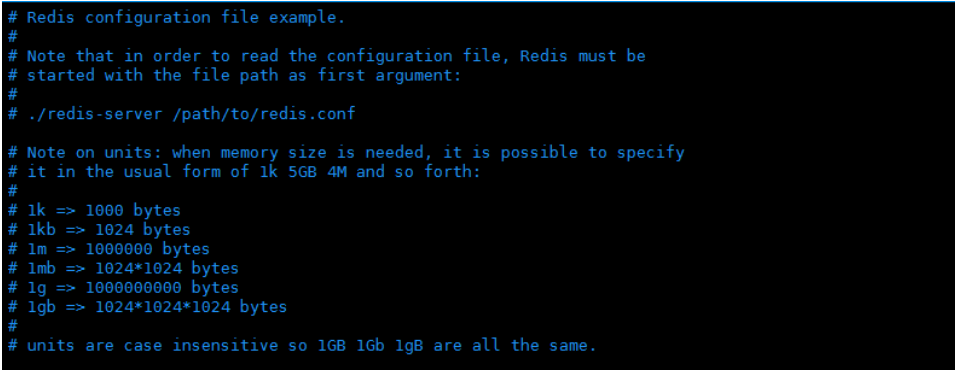 # Redis configuration file example.
#
# Note that in order to read the configuration file, Redis must be
# started with the file path as first argument:
#
# ./redis-server /path/to/redis.conf

# Note on units: when memory size is needed, it is possible to specify
# it in the usual form of 1k 5GB 4M and so forth:
#
# 1k => 1000 bytes
# 1kb => 1024 bytes
# 1m => 1000000 bytes
# 1mb => 1024*1024 bytes
# 1g => 1000000000 bytes
# 1gb => 1024*1024*1024 bytes
#
# units are case insensitive so 1GB 1Gb 1gB are all the same.